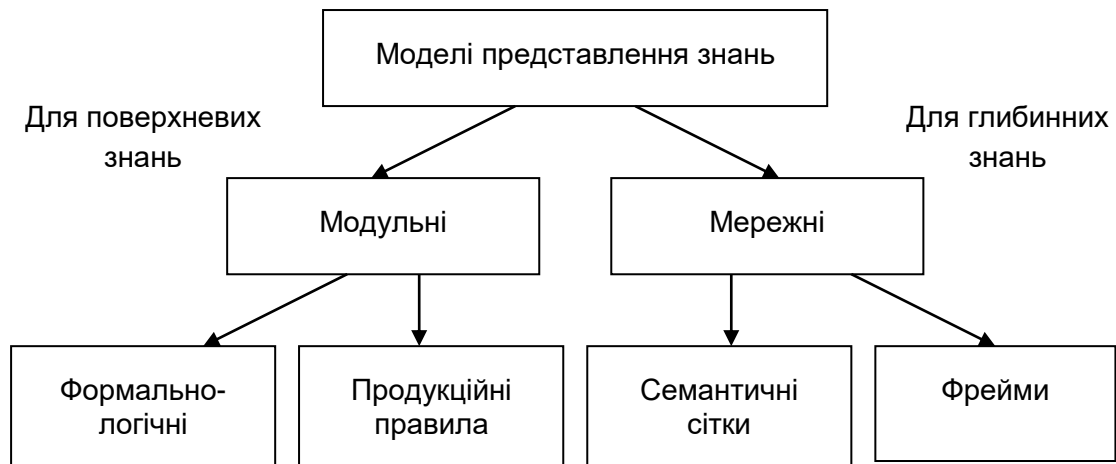 Моделі представлення знань
Для поверхневих
знань
Для глибинних
знань
Модульні
Мережні
Формально-
логічні
Продукційні
правила
Семантичні
сітки
Фрейми